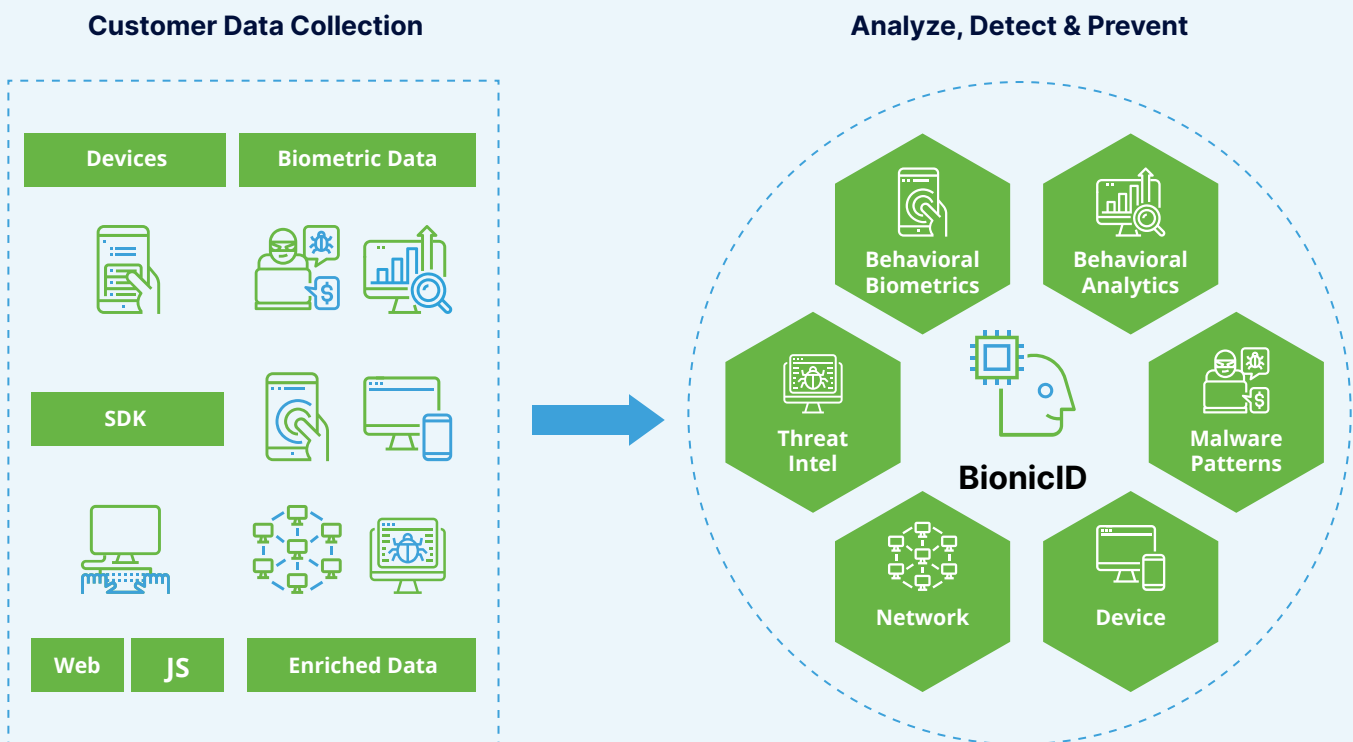 Customer Data Collection
Analyze, Detect & Prevent
Devices
Biometric Data
SDK
Web
JS
Enriched Data
Behavioral
Biometrics
Behavioral
Analytics
Threat
Intel
Malware
Patterns
BionicID
Network
Device
$
$